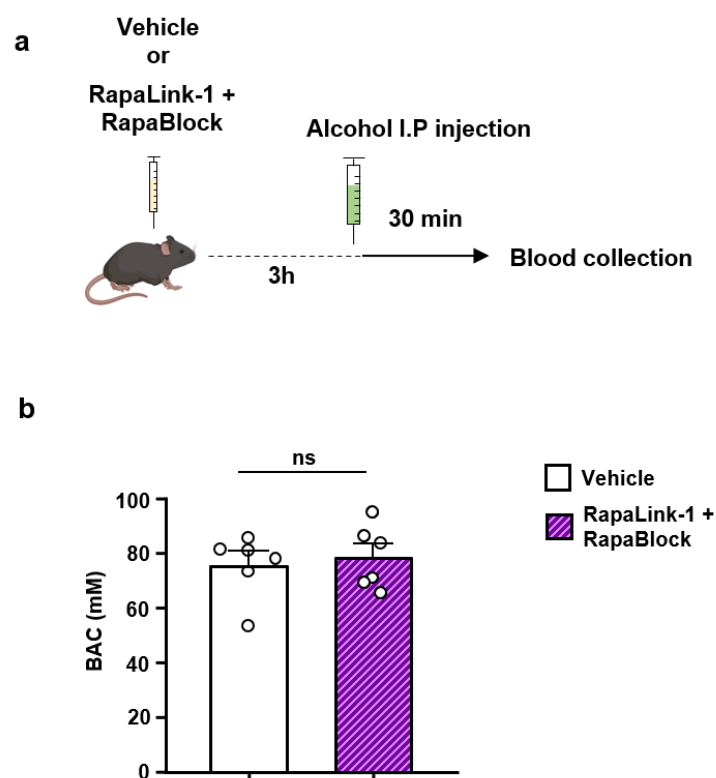 a
Vehicle
or
RapaLink-1 +
RapaBlock
Alcohol I.P injection
30 min
3h
Blood collection
b
ns
Vehicle
RapaLink-1 +
RapaBlock
BAC (mM)
100
80
60
40
20
0